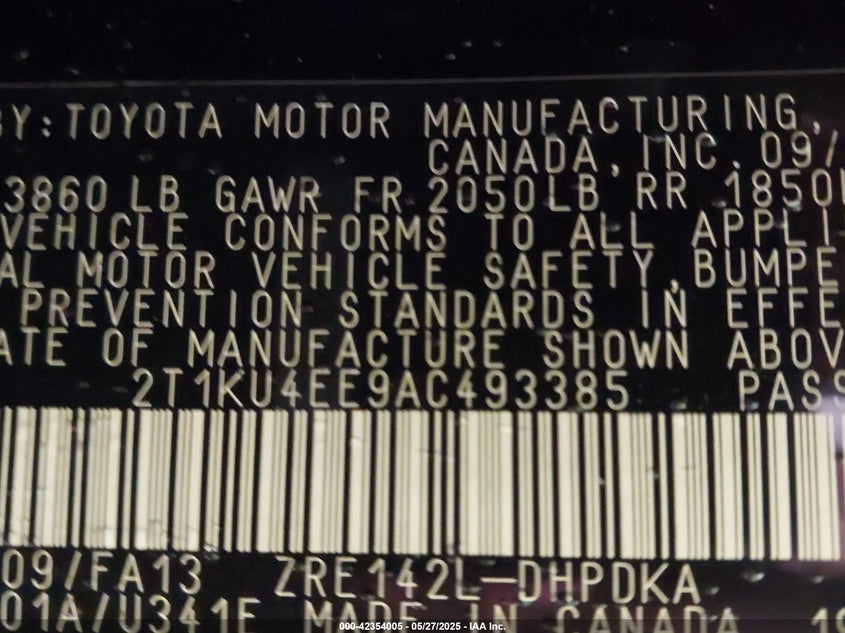 BY:TOYOTA MOTOR MANUFACTURING,
CANADA, INC. 09/
3860 LB GAWR FR 2050LB RR 1850L
VEHICLE CONFORMS TO ALL APPLI
AL MOTOR VEHICLE SAFETY, BUMPE
PREVENTION STANDARDS IN EFFE
ATE OF MANUFACTURE SHOWN ABOV
2T1KU4EE9AC493385 PASS
09/FA13 ZRE142L-DHPDKA
01A/U341E MADE IN CANADA
000-42354005 - 05/27/2025 - IAA Inc.